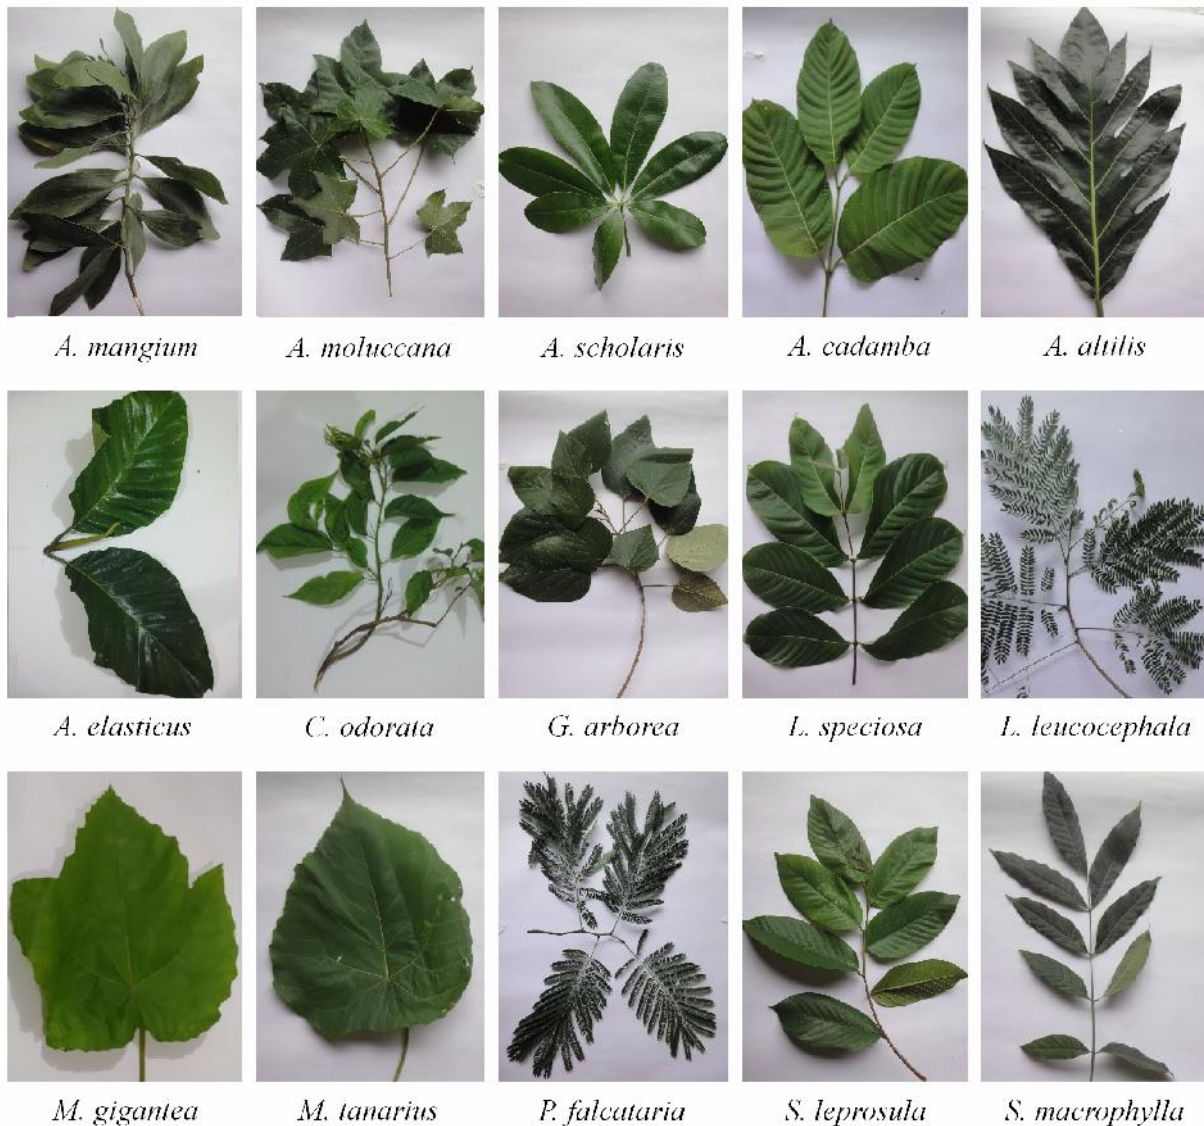 A. mangium
A. moluccana
A. scholaris
A. cadamba
A. altilis
A. elasticus
C. odorata
G. arborea
L. speciosa
L. leucocephala
M. gigantea
M. tanarius
P. falcataria
S. leprosula
S. macrophylla